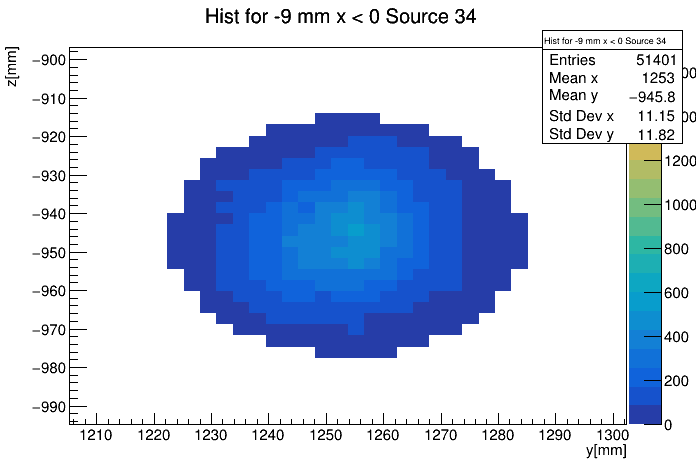 Hist for -9 mm x < 0 Source 34
Hist for -9 mm x < 0 Source 34
Entries 51401
Mean x 1253
Mean y −945.8
Std Dev x 11.15
Std Dev y 11.82
z[mm]
−900
−910
−920
−930
−940
−950
−960
−970
−980
−990
1210 1220 1230 1240 1250 1260 1270 1280 1290 1300
y[mm]
1200
1000
800
600
400
200
0